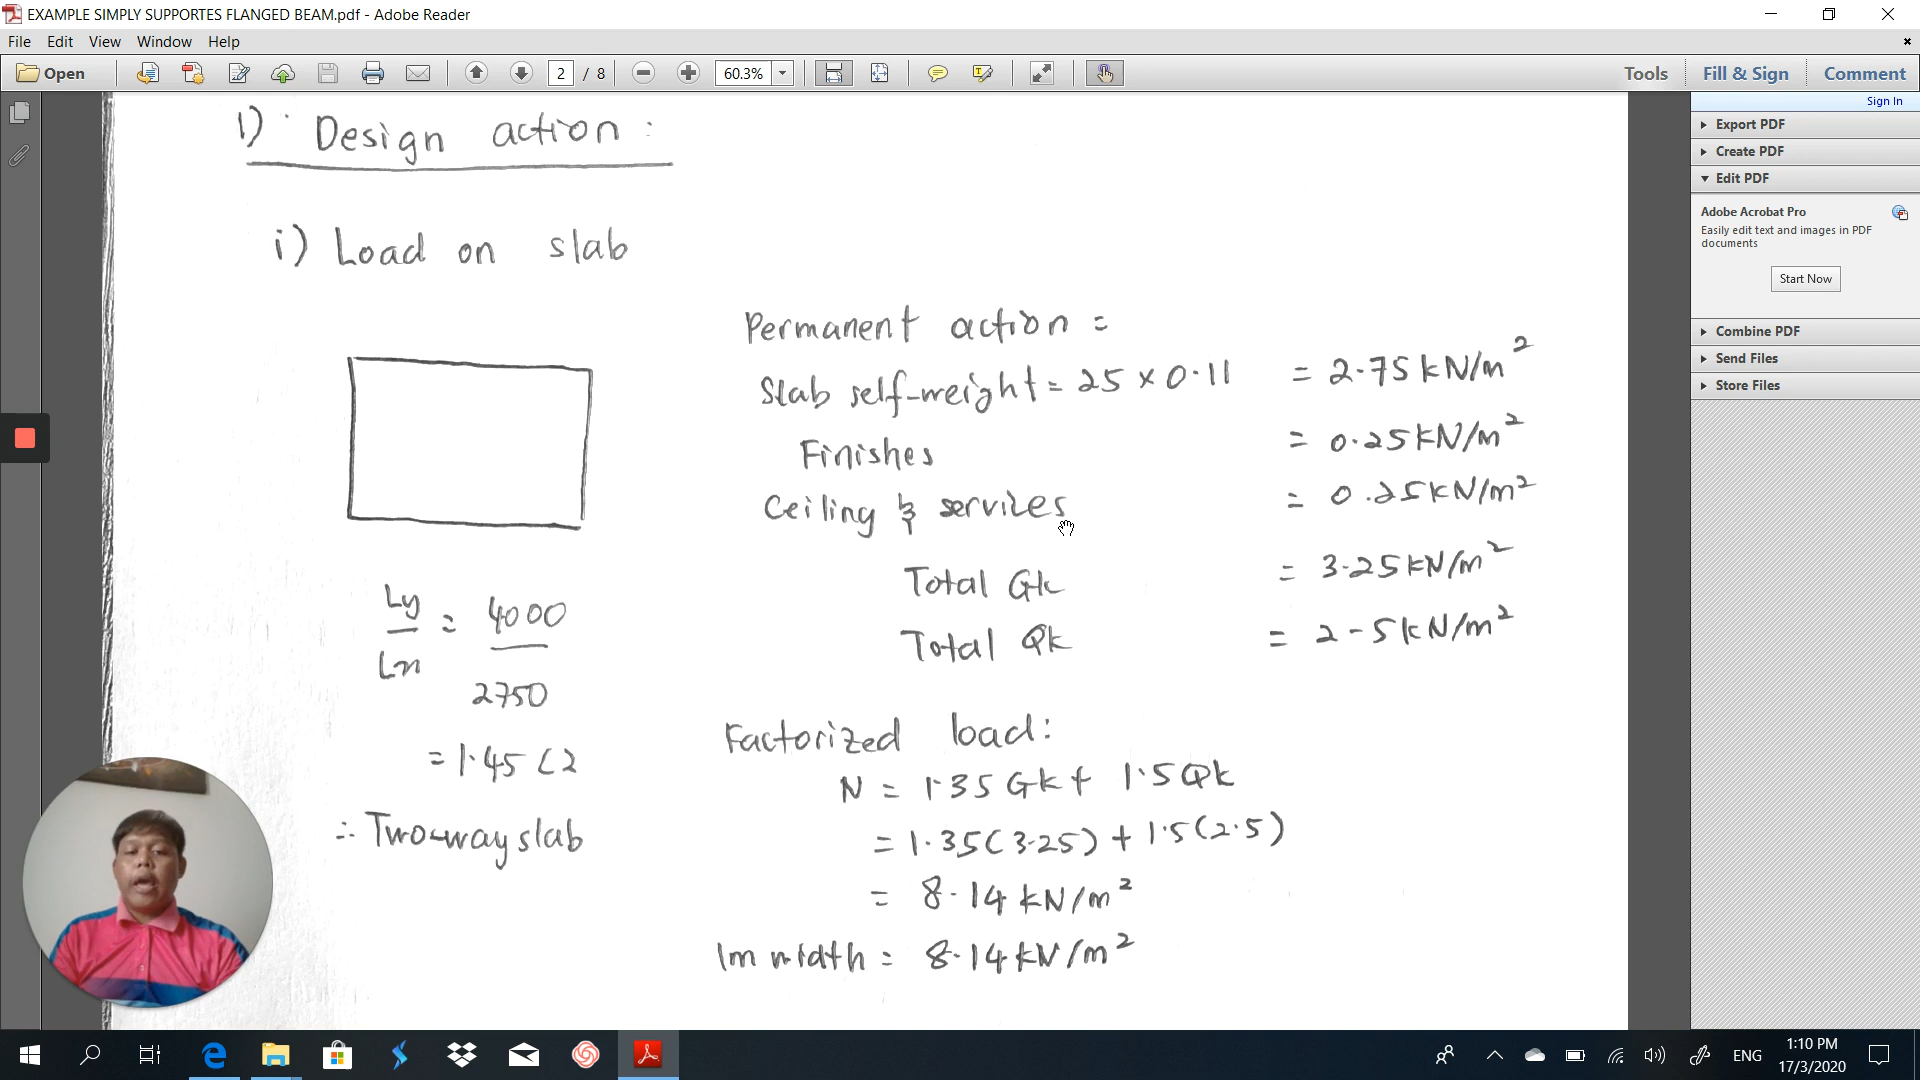 EXAMPLE SIMPLY SUPPORTES FLANGED BEAM.pdf - Adobe Reader
File Edit View Window Help
Open 2 / 8 60.3% Tools Fill & Sign Comment
Sign In
Export PDF
Create PDF
Edit PDF
Adobe Acrobat Pro
Easily edit text and images in PDF
documents
Start Now
Combine PDF
Send Files
Store Files
1) Design action :
i) Load on slab
Permanent action =
Slab self-weight = 25 x 0.11 = 2.75 kN/m²
Finishes = 0.25 kN/m²
Ceiling & services = 0.25 kN/m²
Total Gk = 3.25 kN/m²
Total Qk = 2-5 kN/m²
Ly/Lx = 4000/2750
= 1.45 < 2
∴ Two-way slab
Factorized load :
N = 1.35 Gk + 1.5 Qk
= 1.35(3.25) + 1.5(2.5)
= 8.14 kN/m²
1m width = 8.14 kN/m²
ENG
1:10 PM
17/3/2020